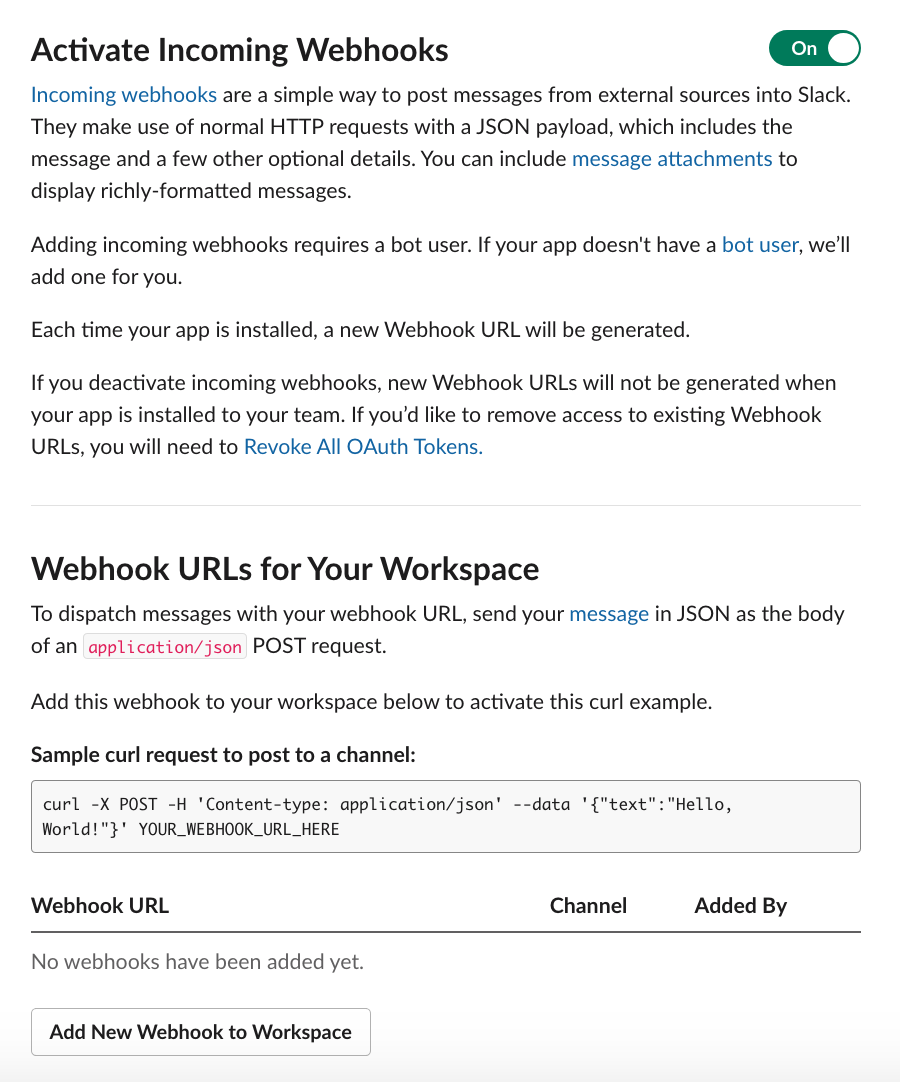 Activate Incoming Webhooks
On
Incoming webhooks are a simple way to post messages from external sources into Slack.
They make use of normal HTTP requests with a JSON payload, which includes the
message and a few other optional details. You can include message attachments to
display richly-formatted messages.
Adding incoming webhooks requires a bot user. If your app doesn't have a bot user, we’ll
add one for you.
Each time your app is installed, a new Webhook URL will be generated.
If you deactivate incoming webhooks, new Webhook URLs will not be generated when
your app is installed to your team. If you’d like to remove access to existing Webhook
URLs, you will need to Revoke All OAuth Tokens.
Webhook URLs for Your Workspace
To dispatch messages with your webhook URL, send your message in JSON as the body
of an application/json POST request.
Add this webhook to your workspace below to activate this curl example.
Sample curl request to post to a channel:
curl -X POST -H 'Content-type: application/json' --data '{"text":"Hello,
World!"}' YOUR_WEBHOOK_URL_HERE
Webhook URL Channel Added By
No webhooks have been added yet.
Add New Webhook to Workspace